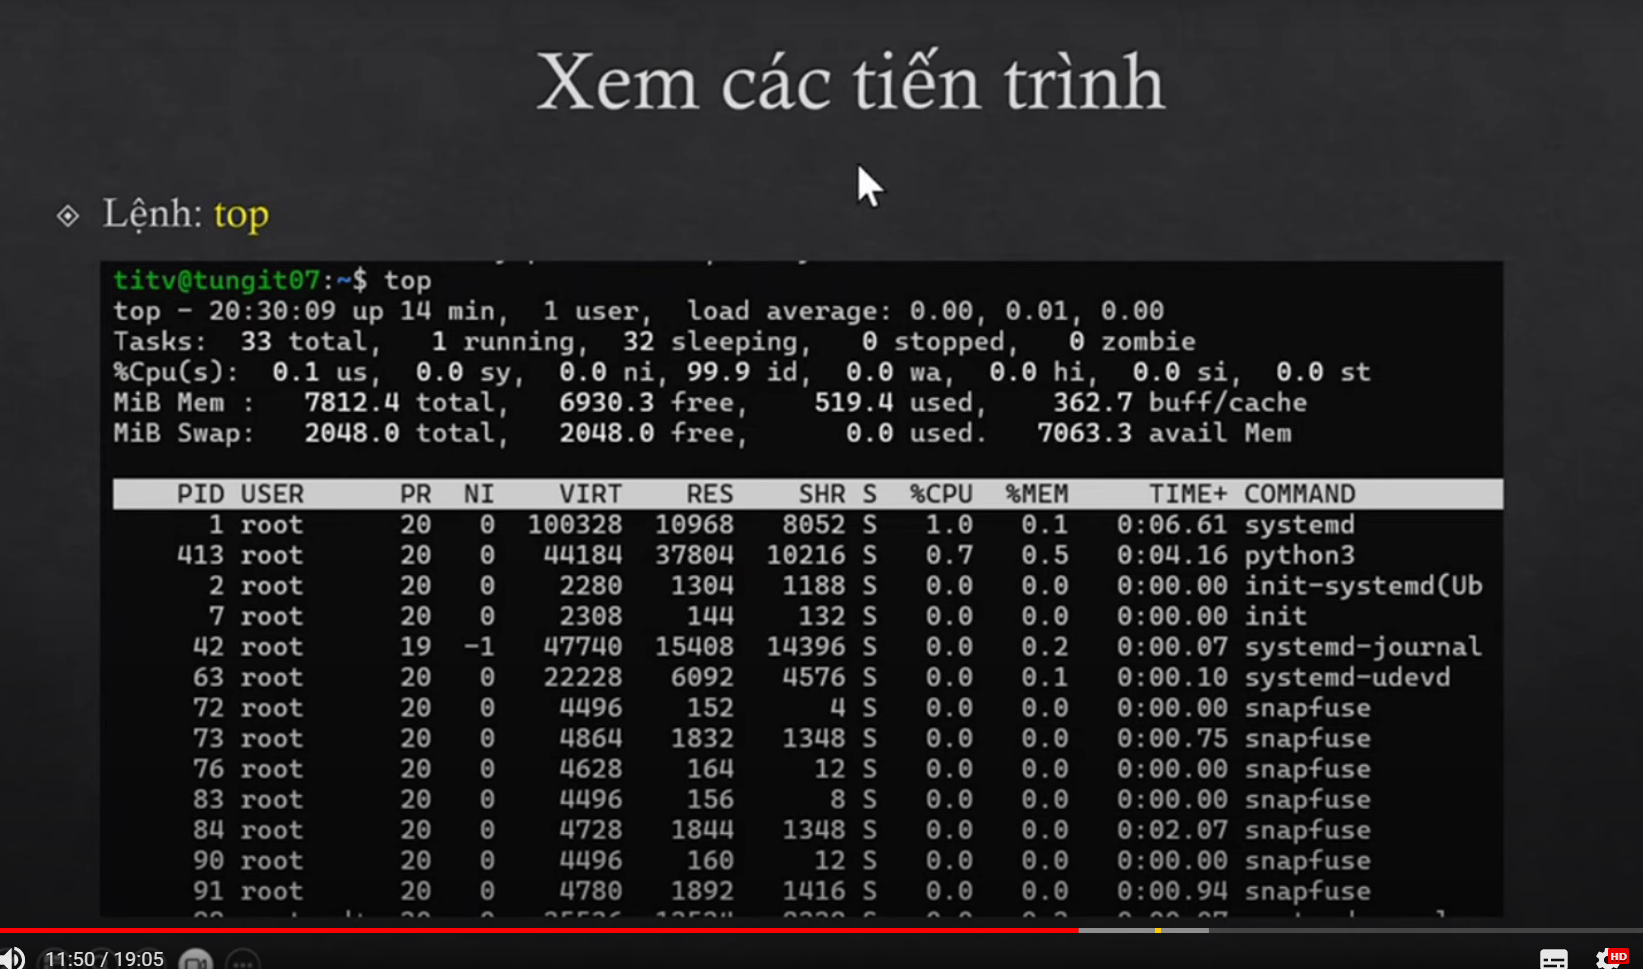 Xem các tiến trình
Lệnh: top
titv@tungit07:~$ top
top - 20:30:09 up 14 min,  1 user,  load average: 0.00, 0.01, 0.00
Tasks:  33 total,   1 running,  32 sleeping,   0 stopped,   0 zombie
%Cpu(s):  0.1 us,  0.0 sy,  0.0 ni, 99.9 id,  0.0 wa,  0.0 hi,  0.0 si,  0.0 st
MiB Mem :   7812.4 total,   6930.3 free,    519.4 used,    362.7 buff/cache
MiB Swap:   2048.0 total,   2048.0 free,      0.0 used.   7063.3 avail Mem
PID USER      PR  NI    VIRT    RES    SHR S  %CPU  %MEM     TIME+ COMMAND
1 root      20   0  100328  10968   8052 S   1.0   0.1   0:06.61 systemd
413 root      20   0   44184  37804  10216 S   0.7   0.5   0:04.16 python3
2 root      20   0    2280   1304   1188 S   0.0   0.0   0:00.00 init-systemd(Ub
7 root      20   0    2308    144    132 S   0.0   0.0   0:00.00 init
42 root      19  -1   47740  15408  14396 S   0.0   0.2   0:00.07 systemd-journal
63 root      20   0   22228   6092   4576 S   0.0   0.1   0:00.10 systemd-udevd
72 root      20   0    4496    152      4 S   0.0   0.0   0:00.00 snapfuse
73 root      20   0    4864   1832   1348 S   0.0   0.0   0:00.75 snapfuse
76 root      20   0    4628    164     12 S   0.0   0.0   0:00.00 snapfuse
83 root      20   0    4496    156      8 S   0.0   0.0   0:00.00 snapfuse
84 root      20   0    4728   1844   1348 S   0.0   0.0   0:02.07 snapfuse
90 root      20   0    4496    160     12 S   0.0   0.0   0:00.00 snapfuse
91 root      20   0    4780   1892   1416 S   0.0   0.0   0:00.94 snapfuse
11:50 / 19:05
HD